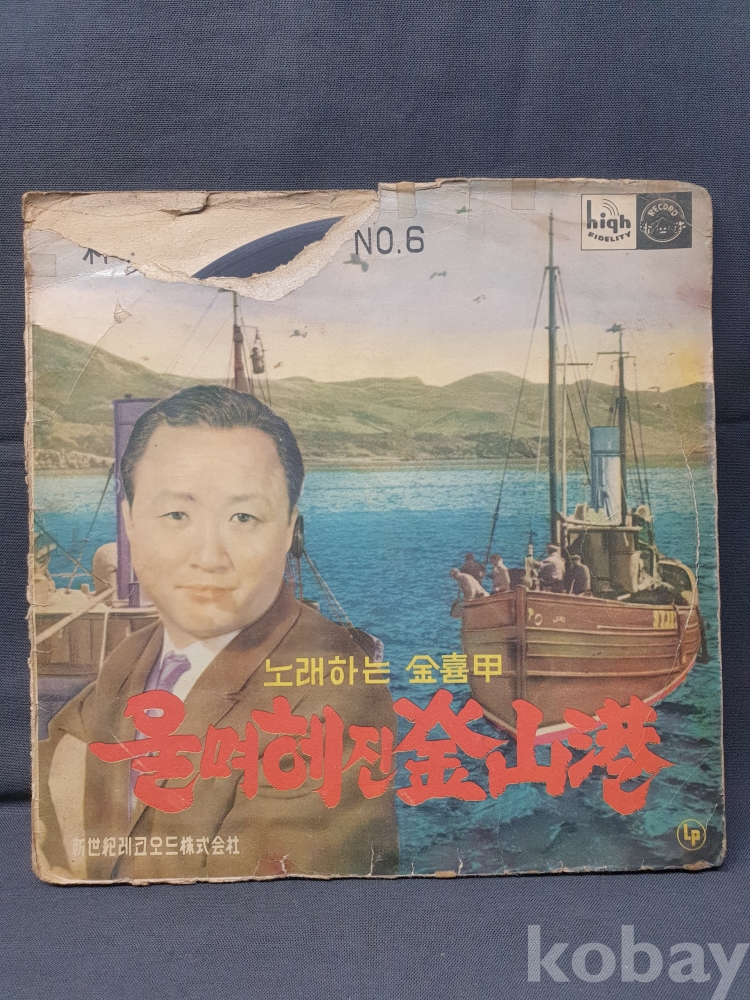 NO.6
high
FIDELITY
RECORD
노래하는 金喜甲
울며헤진釜山港
新世紀레코오드株式会社
LP
kobay